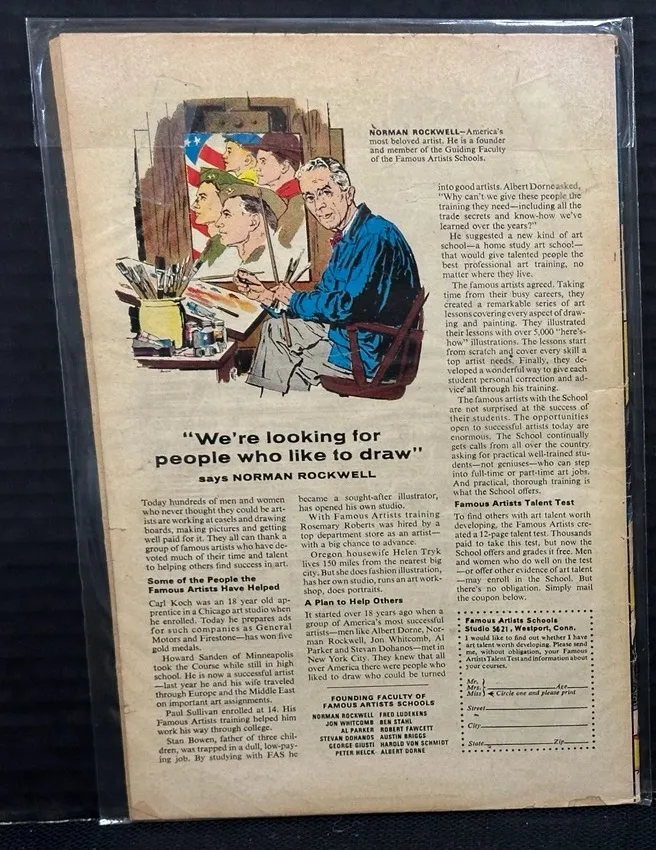 NORMAN ROCKWELL—America's
most beloved artist. He is a founder
and member of the Guiding Faculty
of the Famous Artists Schools.
"We're looking for
people who like to draw"
says NORMAN ROCKWELL
Today hundreds of men and women
who never thought they could be art-
ists are working at easels and drawing
boards, making pictures and getting
well paid for it. They all can thank a
group of famous artists who have de-
voted much of their time and talent
to helping others find success in art.
Some of the People the
Famous Artists Have Helped
Carl Koch was an 18 year old ap-
prentice in a Chicago art studio when
he enrolled. Today he prepares ads
for such companies as General
Motors and Firestone—has won five
gold medals.
Howard Sanden of Minneapolis
took the Course while still in high
school. He is now a successful artist
—last year he and his wife traveled
through Europe and the Middle East
on important art assignments.
Paul Sullivan enrolled at 14. His
Famous Artists training helped him
work his way through college.
Stan Bowen, father of three chil-
dren, was trapped in a dull, low-pay-
ing job. By studying with FAS he
became a sought-after illustrator,
has opened his own studio.
With Famous Artists training
Rosemary Roberts was hired by a
top department store as an artist—
with a big chance to advance.
Oregon housewife Helen Tryk
lives 150 miles from the nearest big
city. But she does fashion illustration,
has her own studio, runs an art work-
shop, does portraits.
A Plan to Help Others
It started over 18 years ago when a
group of America's most successful
artists—men like Albert Dorne, Nor-
man Rockwell, Jon Whitcomb, Al
Parker and Stevan Dohanos—met in
New York City. They knew that all
over America there were people who
liked to draw who could be turned
FOUNDING FACULTY OF
FAMOUS ARTISTS SCHOOLS
NORMAN ROCKWELL FRED LUDEKENS
JON WHITCOMB BEN STAHL
AL PARKER ROBERT FAWCETT
STEVAN DOHANOS AUSTIN BRIGGS
GEORGE GIUSTI HAROLD VON SCHMIDT
PETER HELCK ALBERT DORNE
into good artists. Albert Dorne asked,
"Why can't we give these people the
training they need—including all the
trade secrets and know-how we've
learned over the years?"
He suggested a new kind of art
school—a home study art school—
that would give talented people the
best professional art training, no
matter where they live.
The famous artists agreed. Taking
time from their busy careers, they
created a remarkable series of art
lessons covering every aspect of draw-
ing and painting. They illustrated
their lessons with over 5,000 "here's-
how" illustrations. The lessons start
from scratch and cover every skill a
top artist needs. Finally, they de-
veloped a wonderful way to give each
student personal correction and ad-
vice all through his training.
The famous artists with the School
are not surprised at the success of
their students. The opportunities
open to successful artists today are
enormous. The School continually
gets calls from all over the country
asking for practical well-trained stu-
dents—not geniuses—who can step
into full-time or part-time art jobs.
And practical, thorough training is
what the School offers.
Famous Artists Talent Test
To find others with art talent worth
developing, the Famous Artists cre-
ated a 12-page talent test. Thousands
paid to take this test, but now the
School offers and grades it free. Men
and women who do well on the test
—or offer other evidence of art talent
—may enroll in the School. But
there's no obligation. Simply mail
the coupon below.
Famous Artists Schools
Studio 5621, Westport, Conn.
I would like to find out whether I have
art talent worth developing. Please send
me, without obligation, your Famous
Artists Talent Test and information about
your courses.
Mr.
Mrs. Age
Miss Circle one and please print
Street
City
State Zip